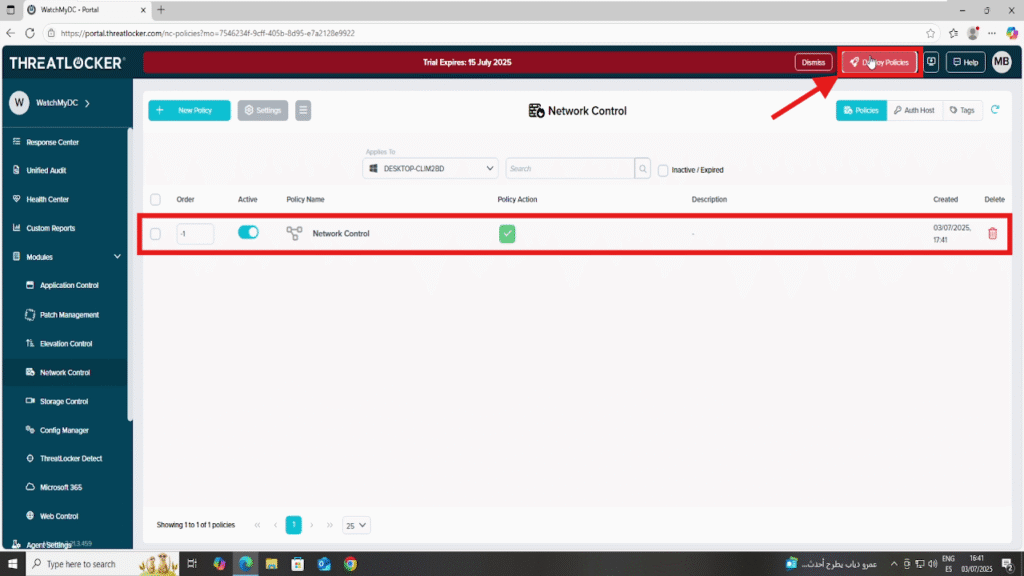 WatchMyDC - Portal
https://portal.threatlocker.com/nc-policies?mo=7546234f-9cff-405b-8d95-e7a2128e9922
THREATLOCKER
Trial Expires: 15 July 2025
Dismiss
Deploy Policies
Help
MB
W
WatchMyDC
New Policy
Settings
Network Control
Policies
Auth Host
Tags
Response Center
Unified Audit
Health Center
Custom Reports
Modules
Application Control
Patch Management
Elevation Control
Network Control
Storage Control
Config Manager
ThreatLocker Detect
Microsoft 365
Web Control
Agent Settings
Applies To
DESKTOP-CLIM2BD
Search
Inactive / Expired
Order
Active
Policy Name
Policy Action
Description
Created
Delete
-1
Network Control
-
03/07/2025,
17:41
Showing 1 to 1 of 1 policies
« ‹ 1 › »
25
Type here to search
عمرو دياب يطرح أحدث...
ENG
ES
16:41
03/07/2025
2